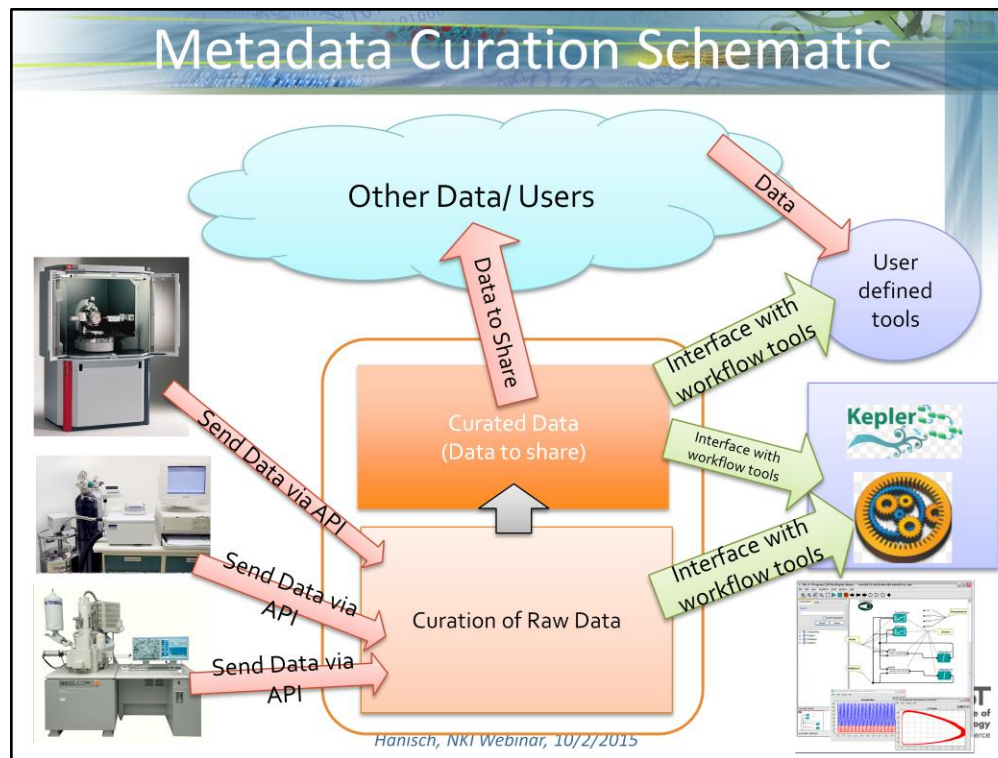 Metadata Curation Schematic
Other Data/ Users
Data
User
defined
tools
Data to Share
Interface with
workflow tools
Curated Data
(Data to share)
Interface with
workflow tools
Kepler
Send Data via API
Interface with
workflow tools
Send Data via
API
Curation of Raw Data
Send Data via
API
Hanisch, NKI Webinar, 10/2/2015